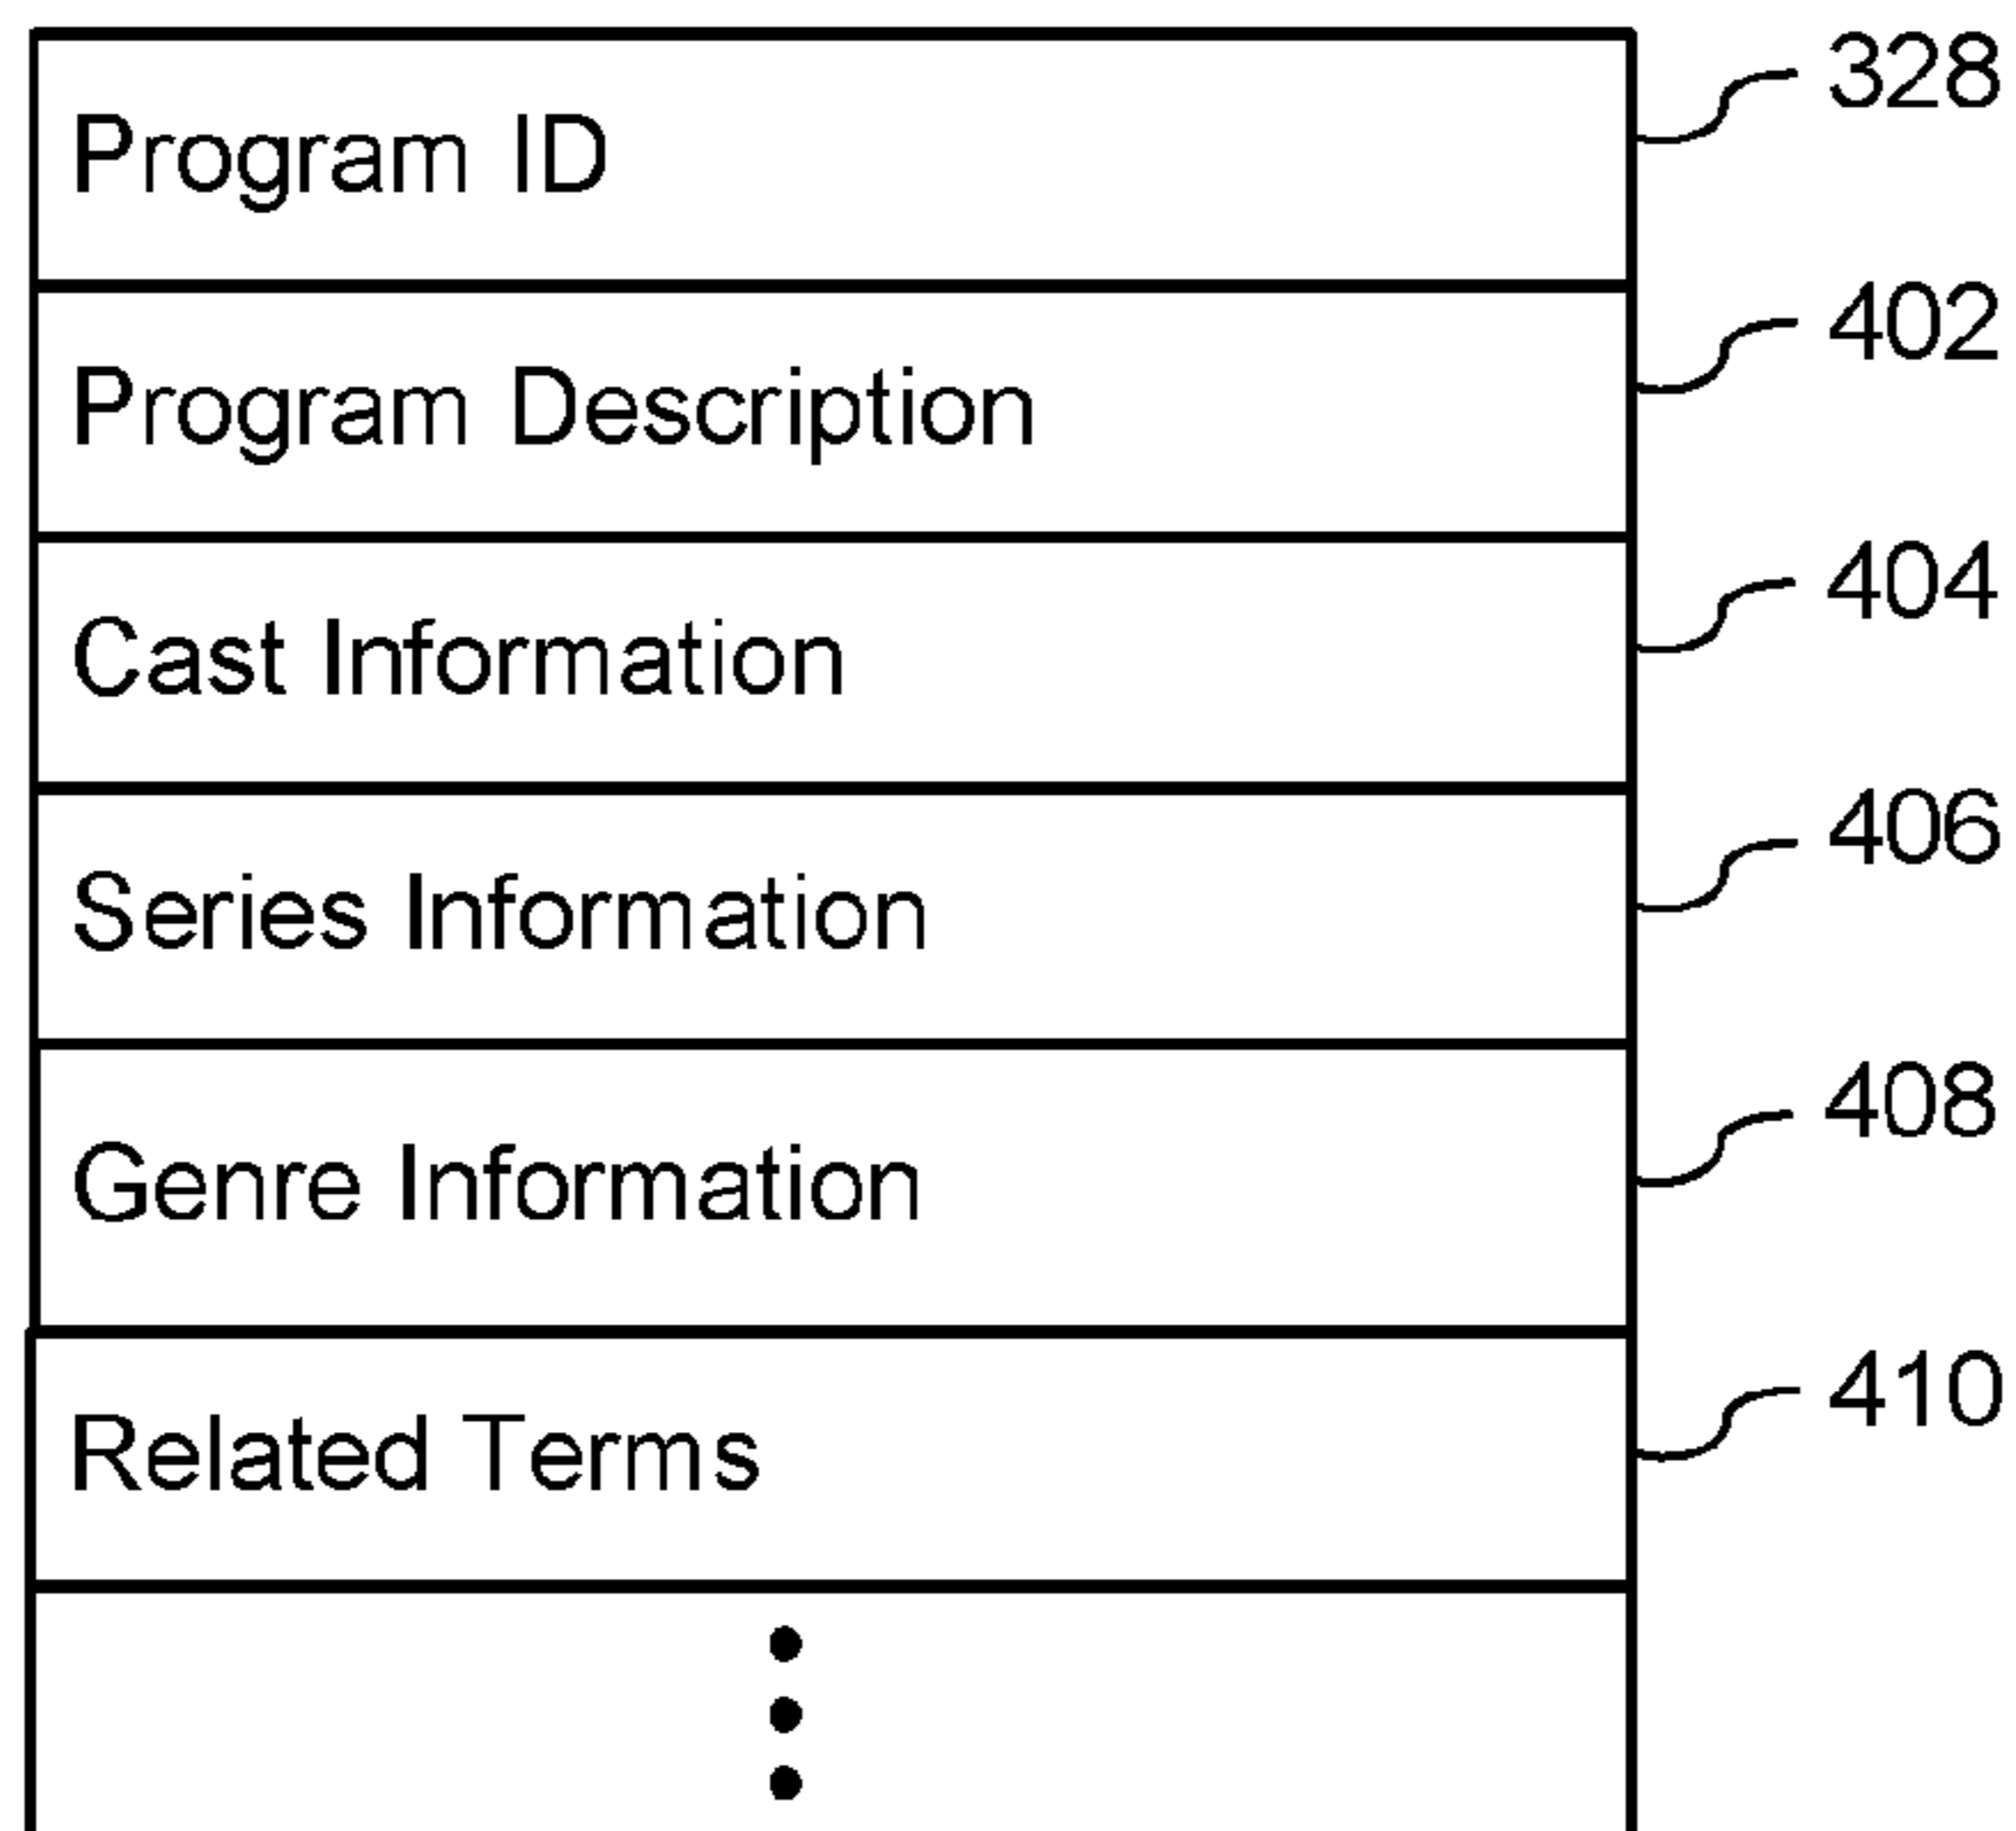 Program ID 328
Program Description 402
Cast Information 404
Series Information 406
Genre Information 408
Related Terms 410